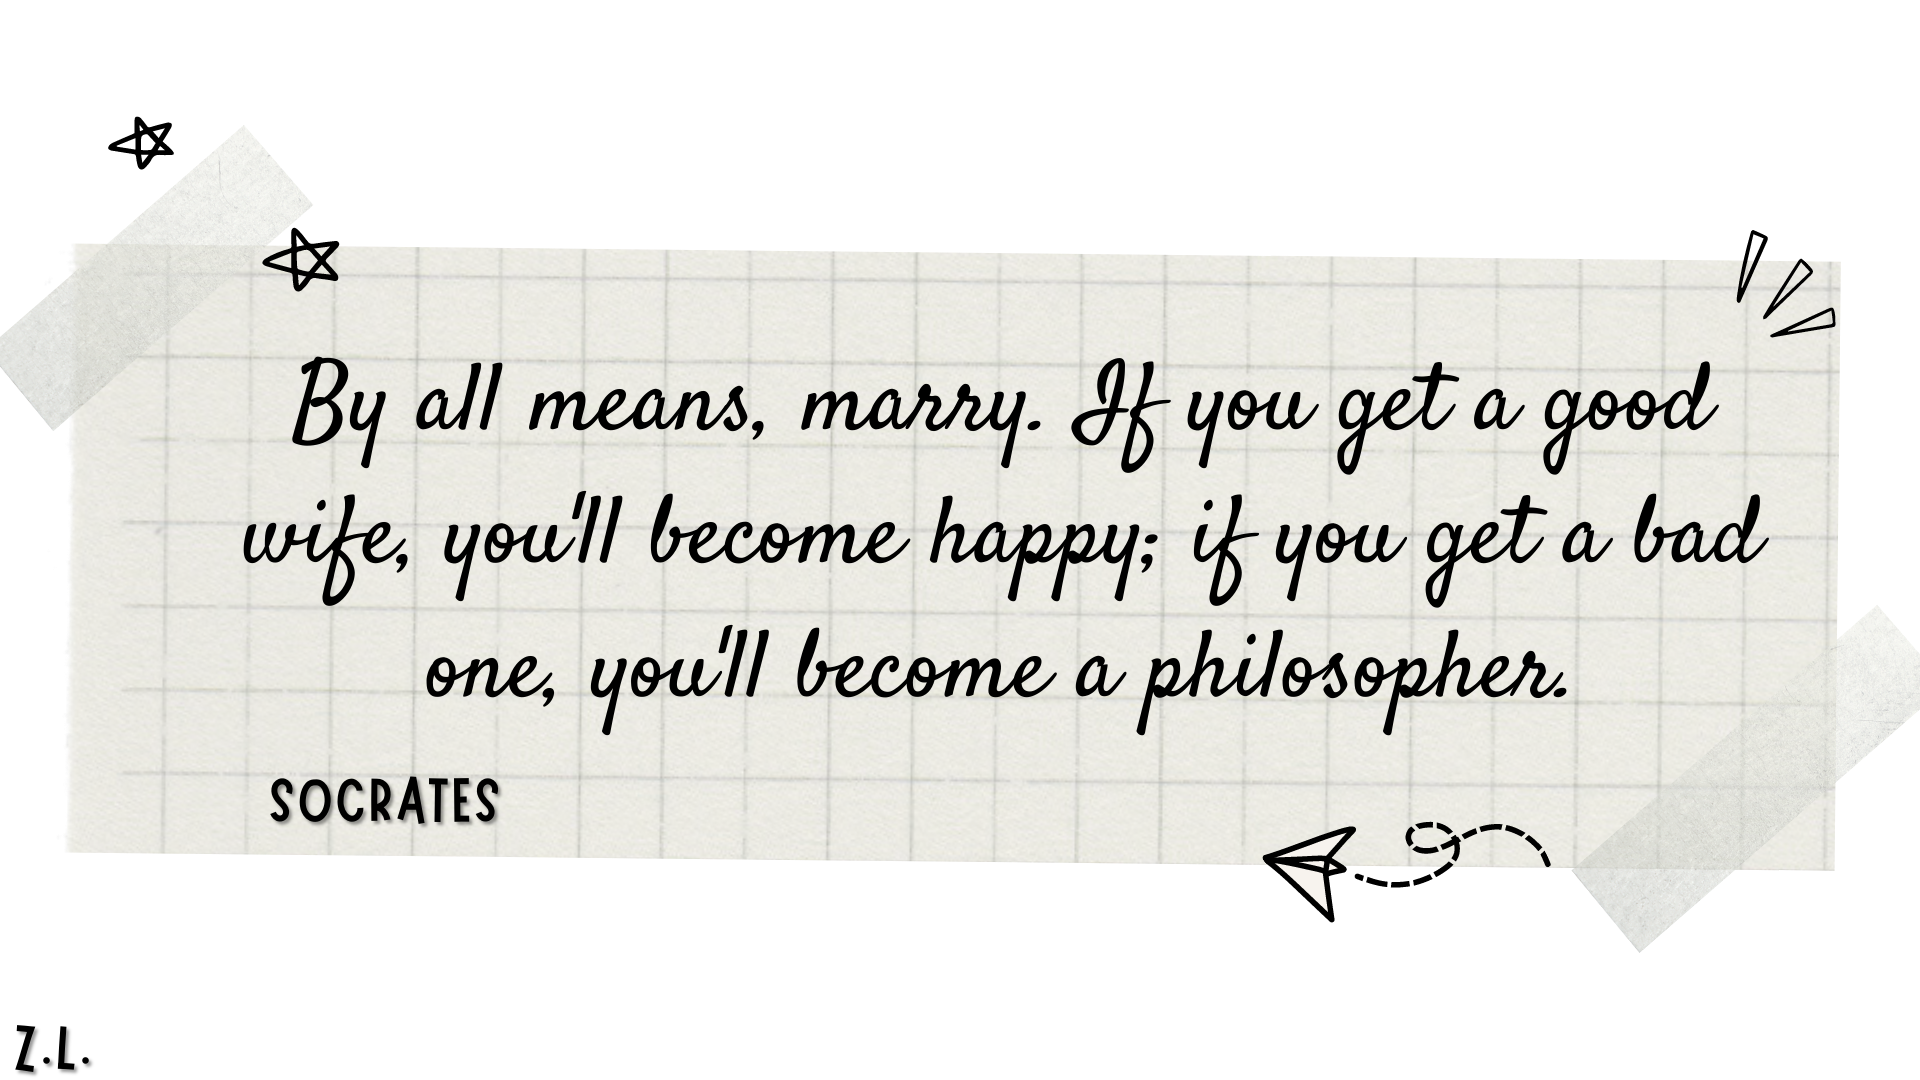 By all means, marry. If you get a good
wife, you'll become happy; if you get a bad
one, you'll become a philosopher.
SOCRATES
Z.L.